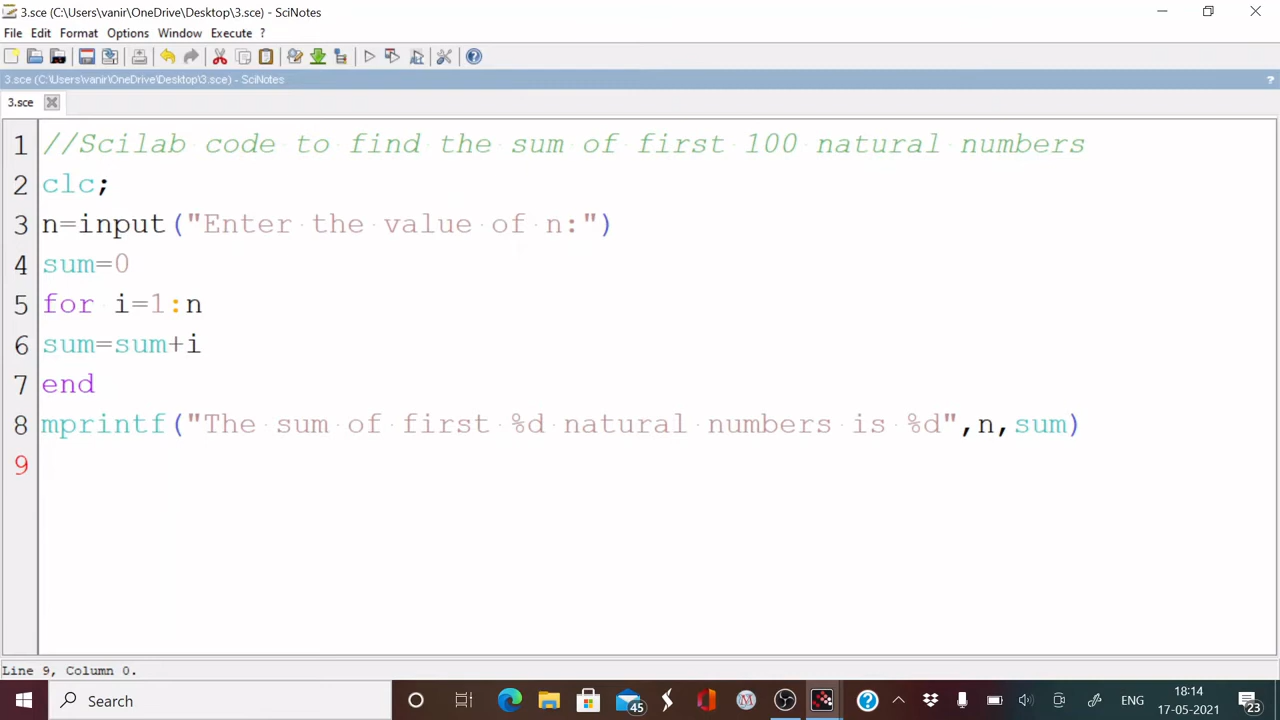 3.sce (C:\Users\vanir\OneDrive\Desktop\3.sce) - SciNotes
File Edit Format Options Window Execute ?
3.sce (C:\Users\vanir\OneDrive\Desktop\3.sce) - SciNotes ?
3.sce
1 //Scilab code to find the sum of first 100 natural numbers
2 clc;
3 n=input("Enter the value of n:")
4 sum=0
5 for i=1:n
6 sum=sum+i
7 end
8 mprintf("The sum of first %d natural numbers is %d",n,sum)
9
Line 9, Column 0.
Search 45 ENG 18:14
17-05-2021 23